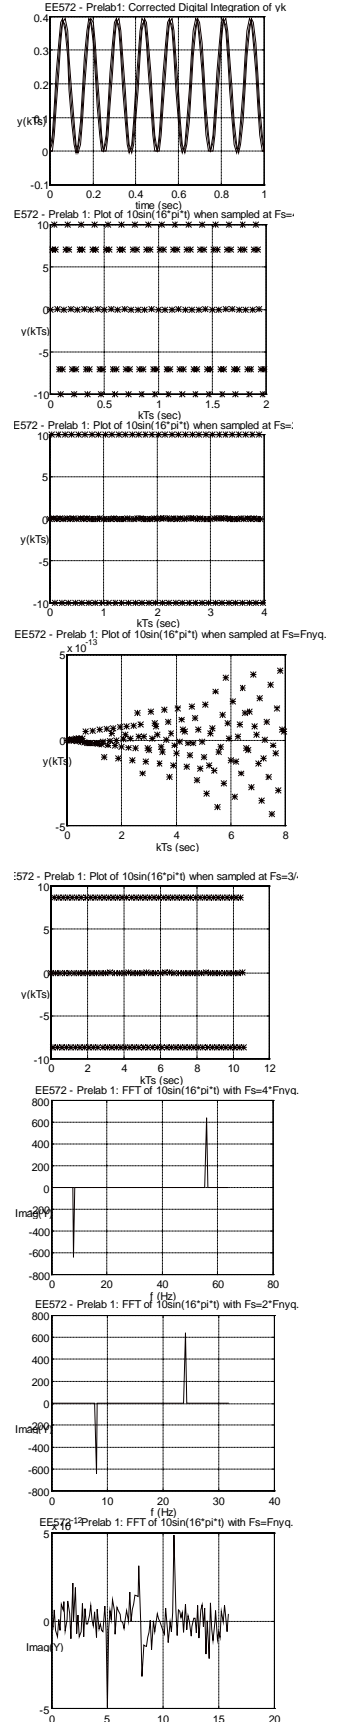 EE572 - Prelab1: Corrected Digital Integration of yk
0.4
0.3
0.2
0.1
y(kTs)
0
-0.1
0 0.2 0.4 0.6 0.8 1
time (sec)
E572 - Prelab 1: Plot of 10sin(16*pi*t) when sampled at Fs=
10
5
0
y(kTs)
-5
-10
0 0.5 1 1.5 2
kTs (sec)
E572 - Prelab 1: Plot of 10sin(16*pi*t) when sampled at Fs=
10
5
0
y(kTs)
-5
-10
0 1 2 3 4
kTs (sec)
EE572 - Prelab 1: Plot of 10sin(16*pi*t) when sampled at Fs=Fnyq.
x 10-13
5
0
y(kTs)
-5
0 2 4 6 8
kTs (sec)
E572 - Prelab 1: Plot of 10sin(16*pi*t) when sampled at Fs=3/
10
5
0
y(kTs)
-5
-10
0 2 4 6 8 10 12
kTs (sec)
EE572 - Prelab 1: FFT of 10sin(16*pi*t) with Fs=4*Fnyq.
800
600
400
200
0
-200
Imag(Y)
-400
-600
-800
0 20 40 60 80
f (Hz)
EE572 - Prelab 1: FFT of 10sin(16*pi*t) with Fs=2*Fnyq.
800
600
400
200
0
-200
Imag(Y)
-400
-600
-800
0 10 20 30 40
f (Hz)
EE572 - Prelab 1: FFT of 10sin(16*pi*t) with Fs=Fnyq.
x 10-12
5
0
Imag(Y)
-5
0 5 10 15 20